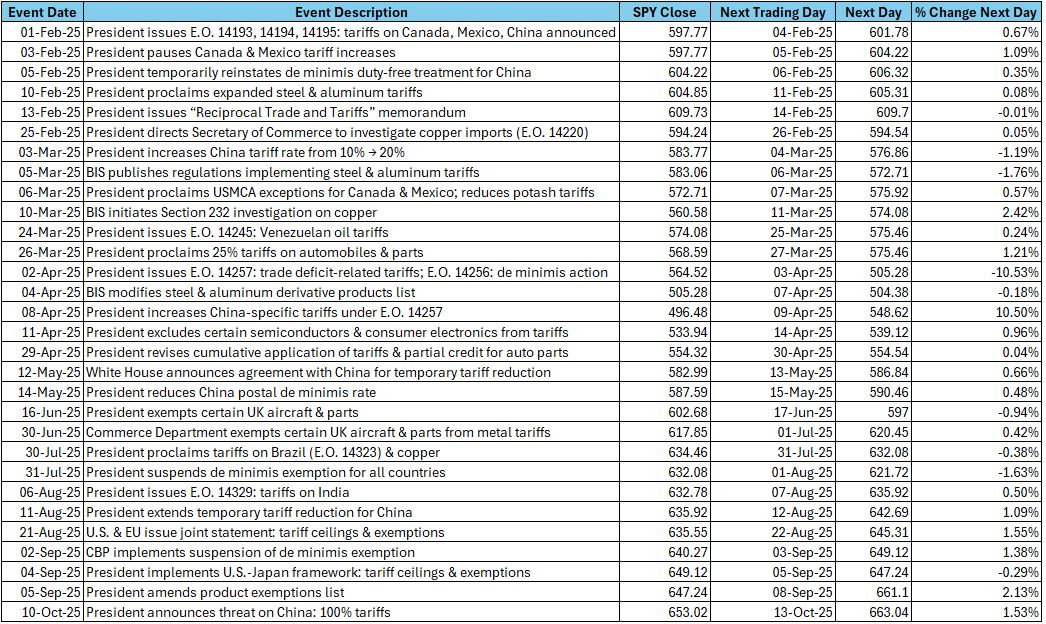 Event Date Event Description SPY Close Next Trading Day Next Day % Change Next Day
01-Feb-25 President issues E.O. 14193, 14194, 14195: tariffs on Canada, Mexico, China announced 597.77 04-Feb-25 601.78 0.67%
03-Feb-25 President pauses Canada & Mexico tariff increases 597.77 05-Feb-25 604.22 1.09%
05-Feb-25 President temporarily reinstates de minimis duty-free treatment for China 604.22 06-Feb-25 606.32 0.35%
10-Feb-25 President proclaims expanded steel & aluminum tariffs 604.85 11-Feb-25 605.31 0.08%
13-Feb-25 President issues “Reciprocal Trade and Tariffs” memorandum 609.73 14-Feb-25 609.7 -0.01%
25-Feb-25 President directs Secretary of Commerce to investigate copper imports (E.O. 14220) 594.24 26-Feb-25 594.54 0.05%
03-Mar-25 President increases China tariff rate from 10% → 20% 583.77 04-Mar-25 576.86 -1.19%
05-Mar-25 BIS publishes regulations implementing steel & aluminum tariffs 583.06 06-Mar-25 572.71 -1.76%
06-Mar-25 President proclaims USMCA exceptions for Canada & Mexico; reduces potash tariffs 572.71 07-Mar-25 575.92 0.57%
10-Mar-25 BIS initiates Section 232 investigation on copper 560.58 11-Mar-25 574.08 2.42%
24-Mar-25 President issues E.O. 14245: Venezuelan oil tariffs 574.08 25-Mar-25 575.46 0.24%
26-Mar-25 President proclaims 25% tariffs on automobiles & parts 568.59 27-Mar-25 575.46 1.21%
02-Apr-25 President issues E.O. 14257: trade deficit-related tariffs; E.O. 14256: de minimis action 564.52 03-Apr-25 505.28 -10.53%
04-Apr-25 BIS modifies steel & aluminum derivative products list 505.28 07-Apr-25 504.38 -0.18%
08-Apr-25 President increases China-specific tariffs under E.O. 14257 496.48 09-Apr-25 548.62 10.50%
11-Apr-25 President excludes certain semiconductors & consumer electronics from tariffs 533.94 14-Apr-25 539.12 0.96%
29-Apr-25 President revises cumulative application of tariffs & partial credit for auto parts 554.32 30-Apr-25 554.54 0.04%
12-May-25 White House announces agreement with China for temporary tariff reduction 582.99 13-May-25 586.84 0.66%
14-May-25 President reduces China postal de minimis rate 587.59 15-May-25 590.46 0.48%
16-Jun-25 President exempts certain UK aircraft & parts 602.68 17-Jun-25 597 -0.94%
30-Jun-25 Commerce Department exempts certain UK aircraft & parts from metal tariffs 617.85 01-Jul-25 620.45 0.42%
30-Jul-25 President proclaims tariffs on Brazil (E.O. 14323) & copper 634.46 31-Jul-25 632.08 -0.38%
31-Jul-25 President suspends de minimis exemption for all countries 632.08 01-Aug-25 621.72 -1.63%
06-Aug-25 President issues E.O. 14329: tariffs on India 632.78 07-Aug-25 635.92 0.50%
11-Aug-25 President extends temporary tariff reduction for China 635.92 12-Aug-25 642.69 1.09%
21-Aug-25 U.S. & EU issue joint statement: tariff ceilings & exemptions 635.55 22-Aug-25 645.31 1.55%
02-Sep-25 CBP implements suspension of de minimis exemption 640.27 03-Sep-25 649.12 1.38%
04-Sep-25 President implements U.S.-Japan framework: tariff ceilings & exemptions 649.12 05-Sep-25 647.24 -0.29%
05-Sep-25 President amends product exemptions list 647.24 08-Sep-25 661.1 2.13%
10-Oct-25 President announces threat on China: 100% tariffs 653.02 13-Oct-25 663.04 1.53%